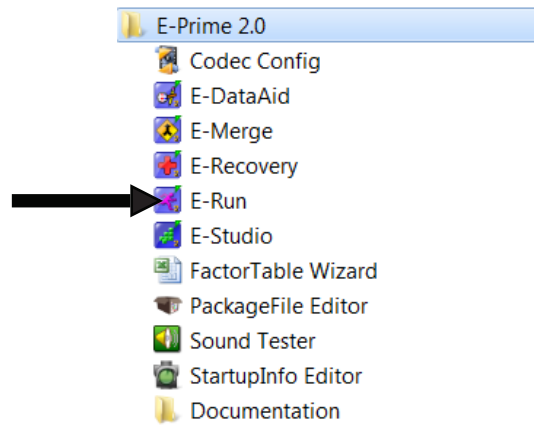 E-Prime 2.0
Codec Config
E-DataAid
E-Merge
E-Recovery
E-Run
E-Studio
FactorTable Wizard
PackageFile Editor
Sound Tester
StartupInfo Editor
Documentation